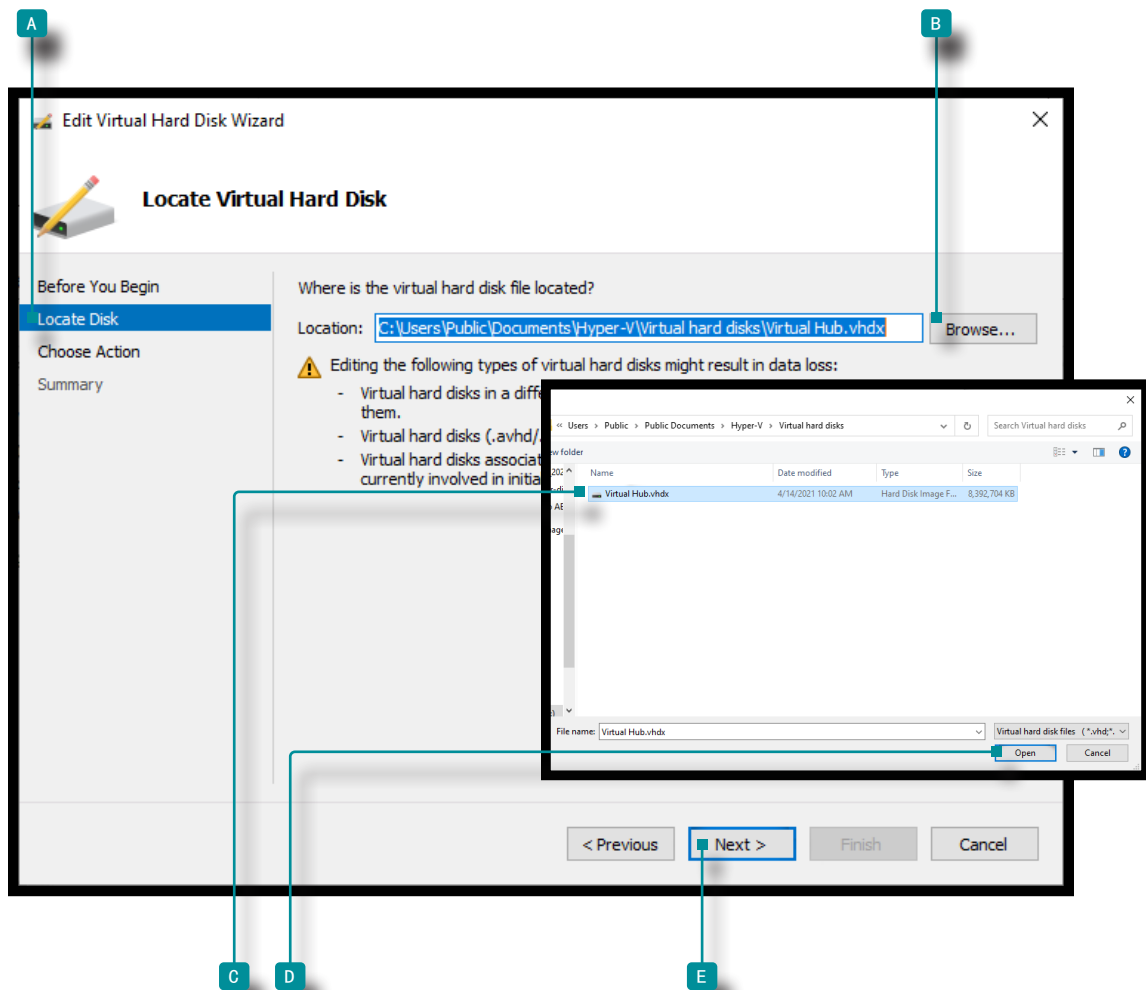 A
B
Edit Virtual Hard Disk Wizard
Locate Virtual Hard Disk
Before You Begin
Locate Disk
Choose Action
Summary
Where is the virtual hard disk file located?
Location: C:\Users\Public\Documents\Hyper-V\Virtual hard disks\Virtual Hub.vhdx Browse...
Editing the following types of virtual hard disks might result in data loss:
- Virtual hard disks in a
them.
- Virtual hard disks (.avhd/
- Virtual hard disks
currently involved in
« Users > Public > Public Documents > Hyper-V > Virtual hard disks
Search Virtual hard disks
folder
Name Date modified Type Size
Virtual Hub.vhdx 4/14/2021 10:02 AM Hard Disk Image F... 8,392,704 KB
File name: Virtual Hub.vhdx
Virtual hard disk files (*.vhd;*.
Open Cancel
< Previous Next > Finish Cancel
C
D
E